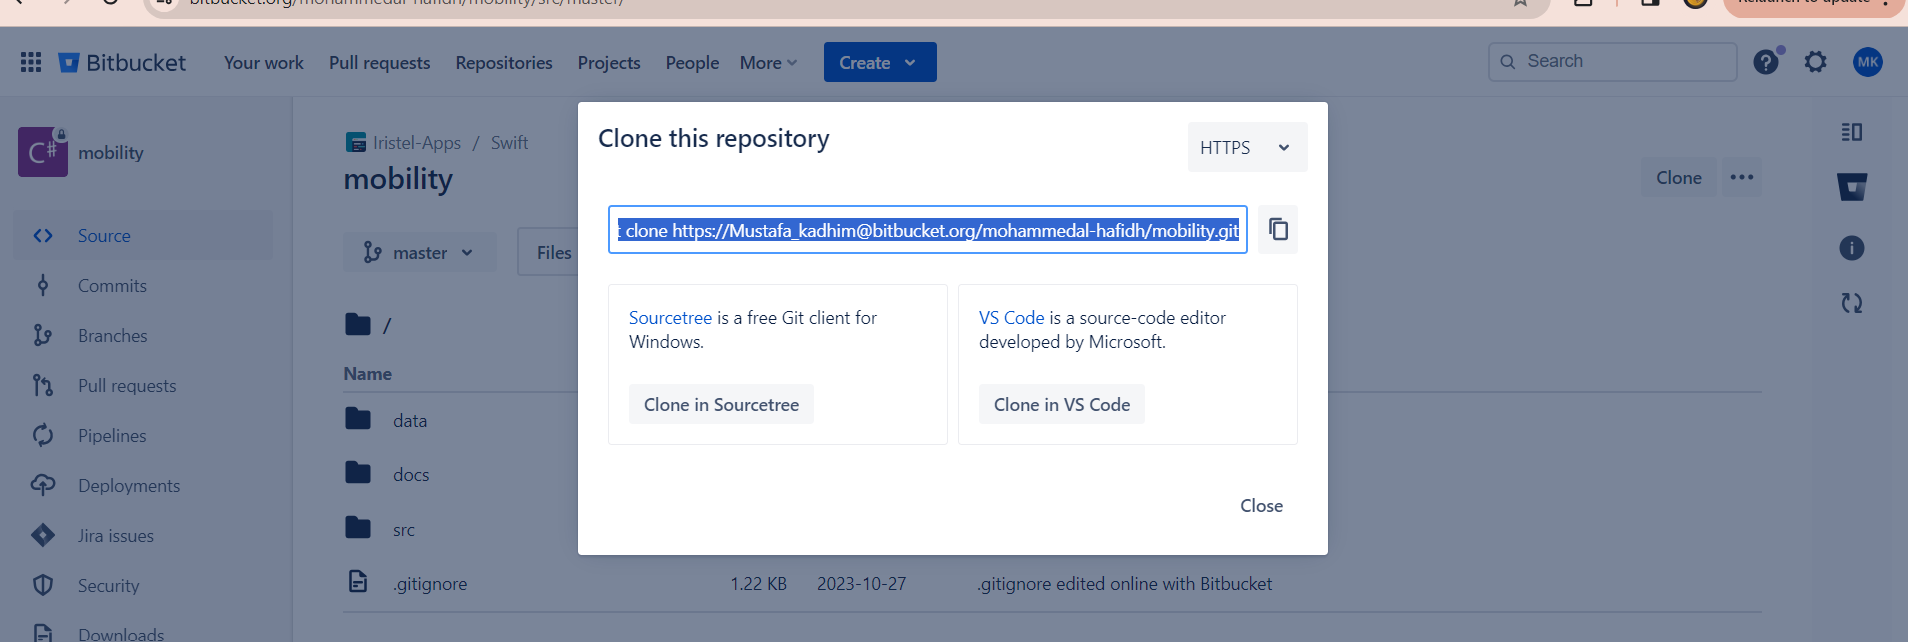 bitbucket.org/mohammedal-hafidh/mobility/src/master/
Relaunch to update
Bitbucket
Your work
Pull requests
Repositories
Projects
People
More
Create
Search
MK
C#
mobility
Source
Commits
Branches
Pull requests
Pipelines
Deployments
Jira issues
Security
Downloads
Iristel-Apps / Swift
mobility
Clone
master
Files
/
Name
data
docs
src
.gitignore 1.22 KB 2023-10-27 .gitignore edited online with Bitbucket
Clone this repository
HTTPS
t clone https://Mustafa_kadhim@bitbucket.org/mohammedal-hafidh/mobility.git
Sourcetree is a free Git client for
Windows.
Clone in Sourcetree
VS Code is a source-code editor
developed by Microsoft.
Clone in VS Code
Close